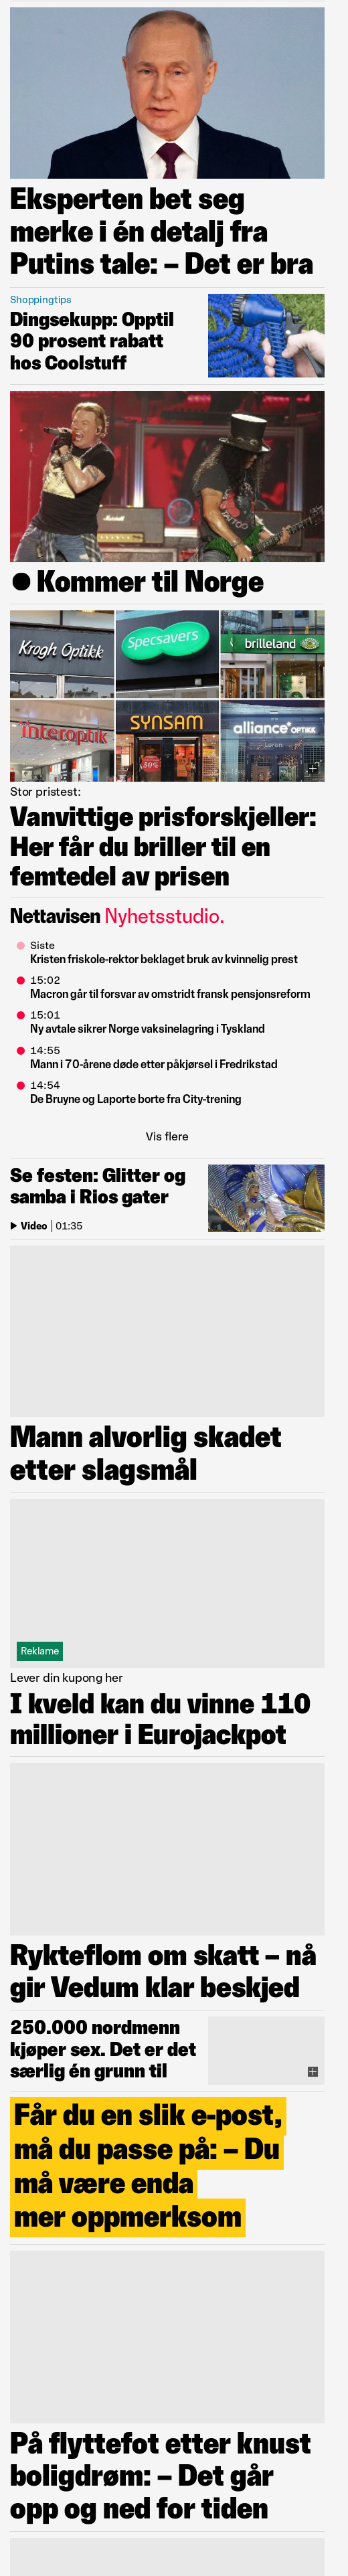 Eksperten bet seg
merke i én detalj fra
Putins tale: – Det er bra
Shoppingtips
Dingsekupp: Opptil
90 prosent rabatt
hos Coolstuff
● Kommer til Norge
Krogh Optikk
Specsavers
brilleland
interoptik
SYNSAM
50%
alliance OPTIKK
Stor pristest:
Vanvittige prisforskjeller:
Her får du briller til en
femtedel av prisen
Nettavisen Nyhetsstudio.
Siste
Kristen friskole-rektor beklaget bruk av kvinnelig prest
15:02
Macron går til forsvar av omstridt fransk pensjonsreform
15:01
Ny avtale sikrer Norge vaksinelagring i Tyskland
14:55
Mann i 70-årene døde etter påkjørsel i Fredrikstad
14:54
De Bruyne og Laporte borte fra City-trening
Vis flere
Se festen: Glitter og
samba i Rios gater
Video | 01:35
Mann alvorlig skadet
etter slagsmål
Reklame
Lever din kupong her
I kveld kan du vinne 110
millioner i Eurojackpot
Rykteflom om skatt – nå
gir Vedum klar beskjed
250.000 nordmenn
kjøper sex. Det er det
særlig én grunn til
Får du en slik e-post,
må du passe på: – Du
må være enda
mer oppmerksom
På flyttefot etter knust
boligdrøm: – Det går
opp og ned for tiden